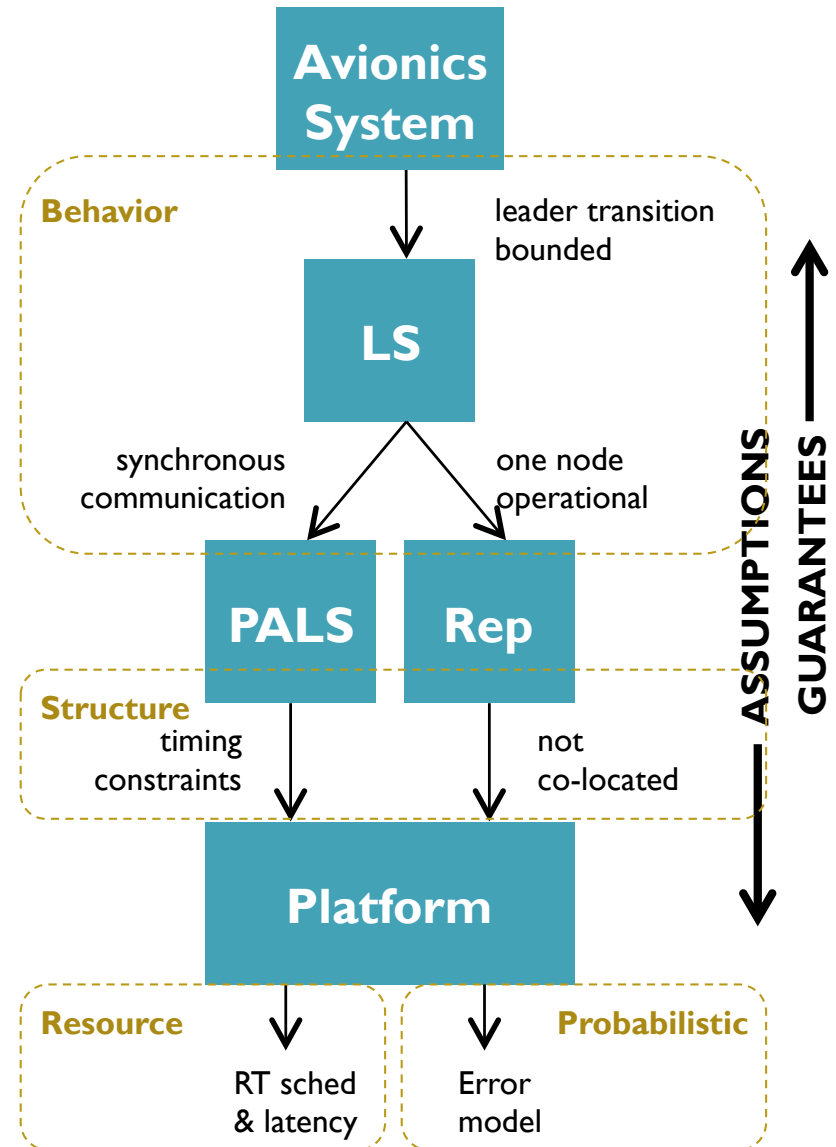 Avionics
System
Behavior
leader transition
bounded
LS
synchronous
communication
one node
operational
ASSUMPTIONS
GUARANTEES
PALS
Rep
Structure
timing
constraints
not
co-located
Platform
Resource
Probabilistic
RT sched
& latency
Error
model